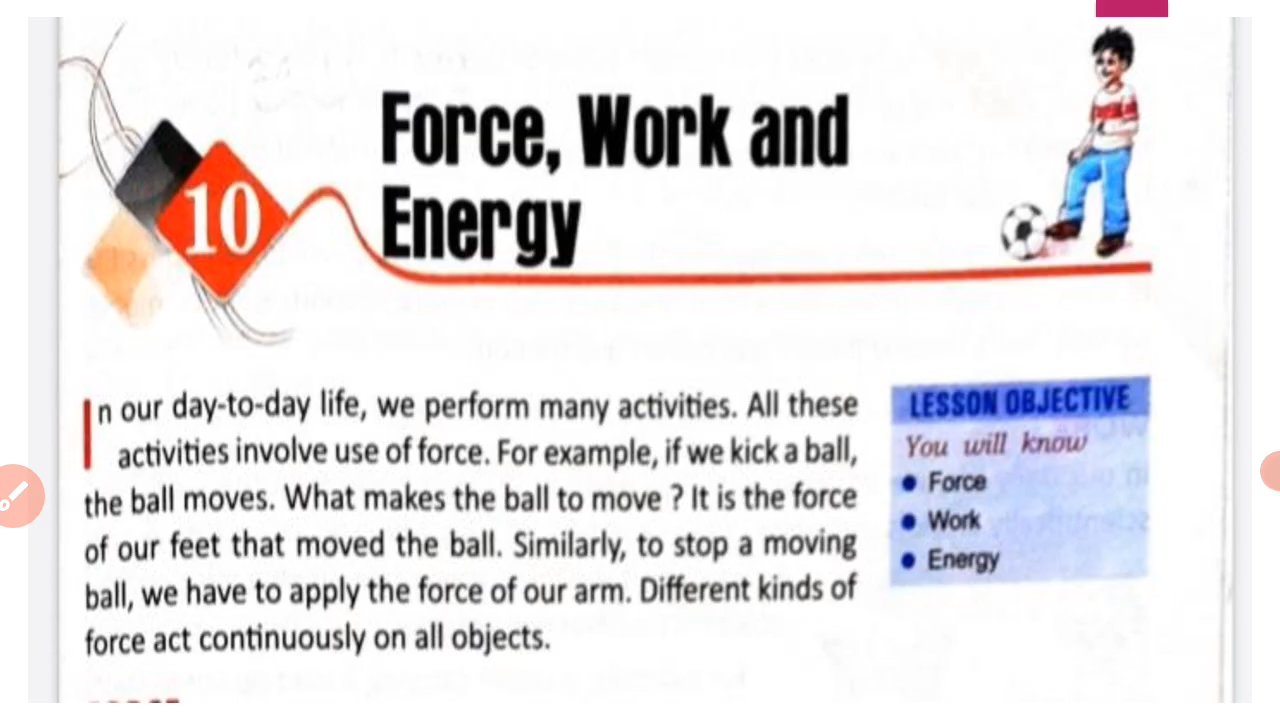 10
Force, Work and
Energy
In our day-to-day life, we perform many activities. All these
activities involve use of force. For example, if we kick a ball,
the ball moves. What makes the ball to move ? It is the force
of our feet that moved the ball. Similarly, to stop a moving
ball, we have to apply the force of our arm. Different kinds of
force act continuously on all objects.
LESSON OBJECTIVE
You will know
• Force
• Work
• Energy